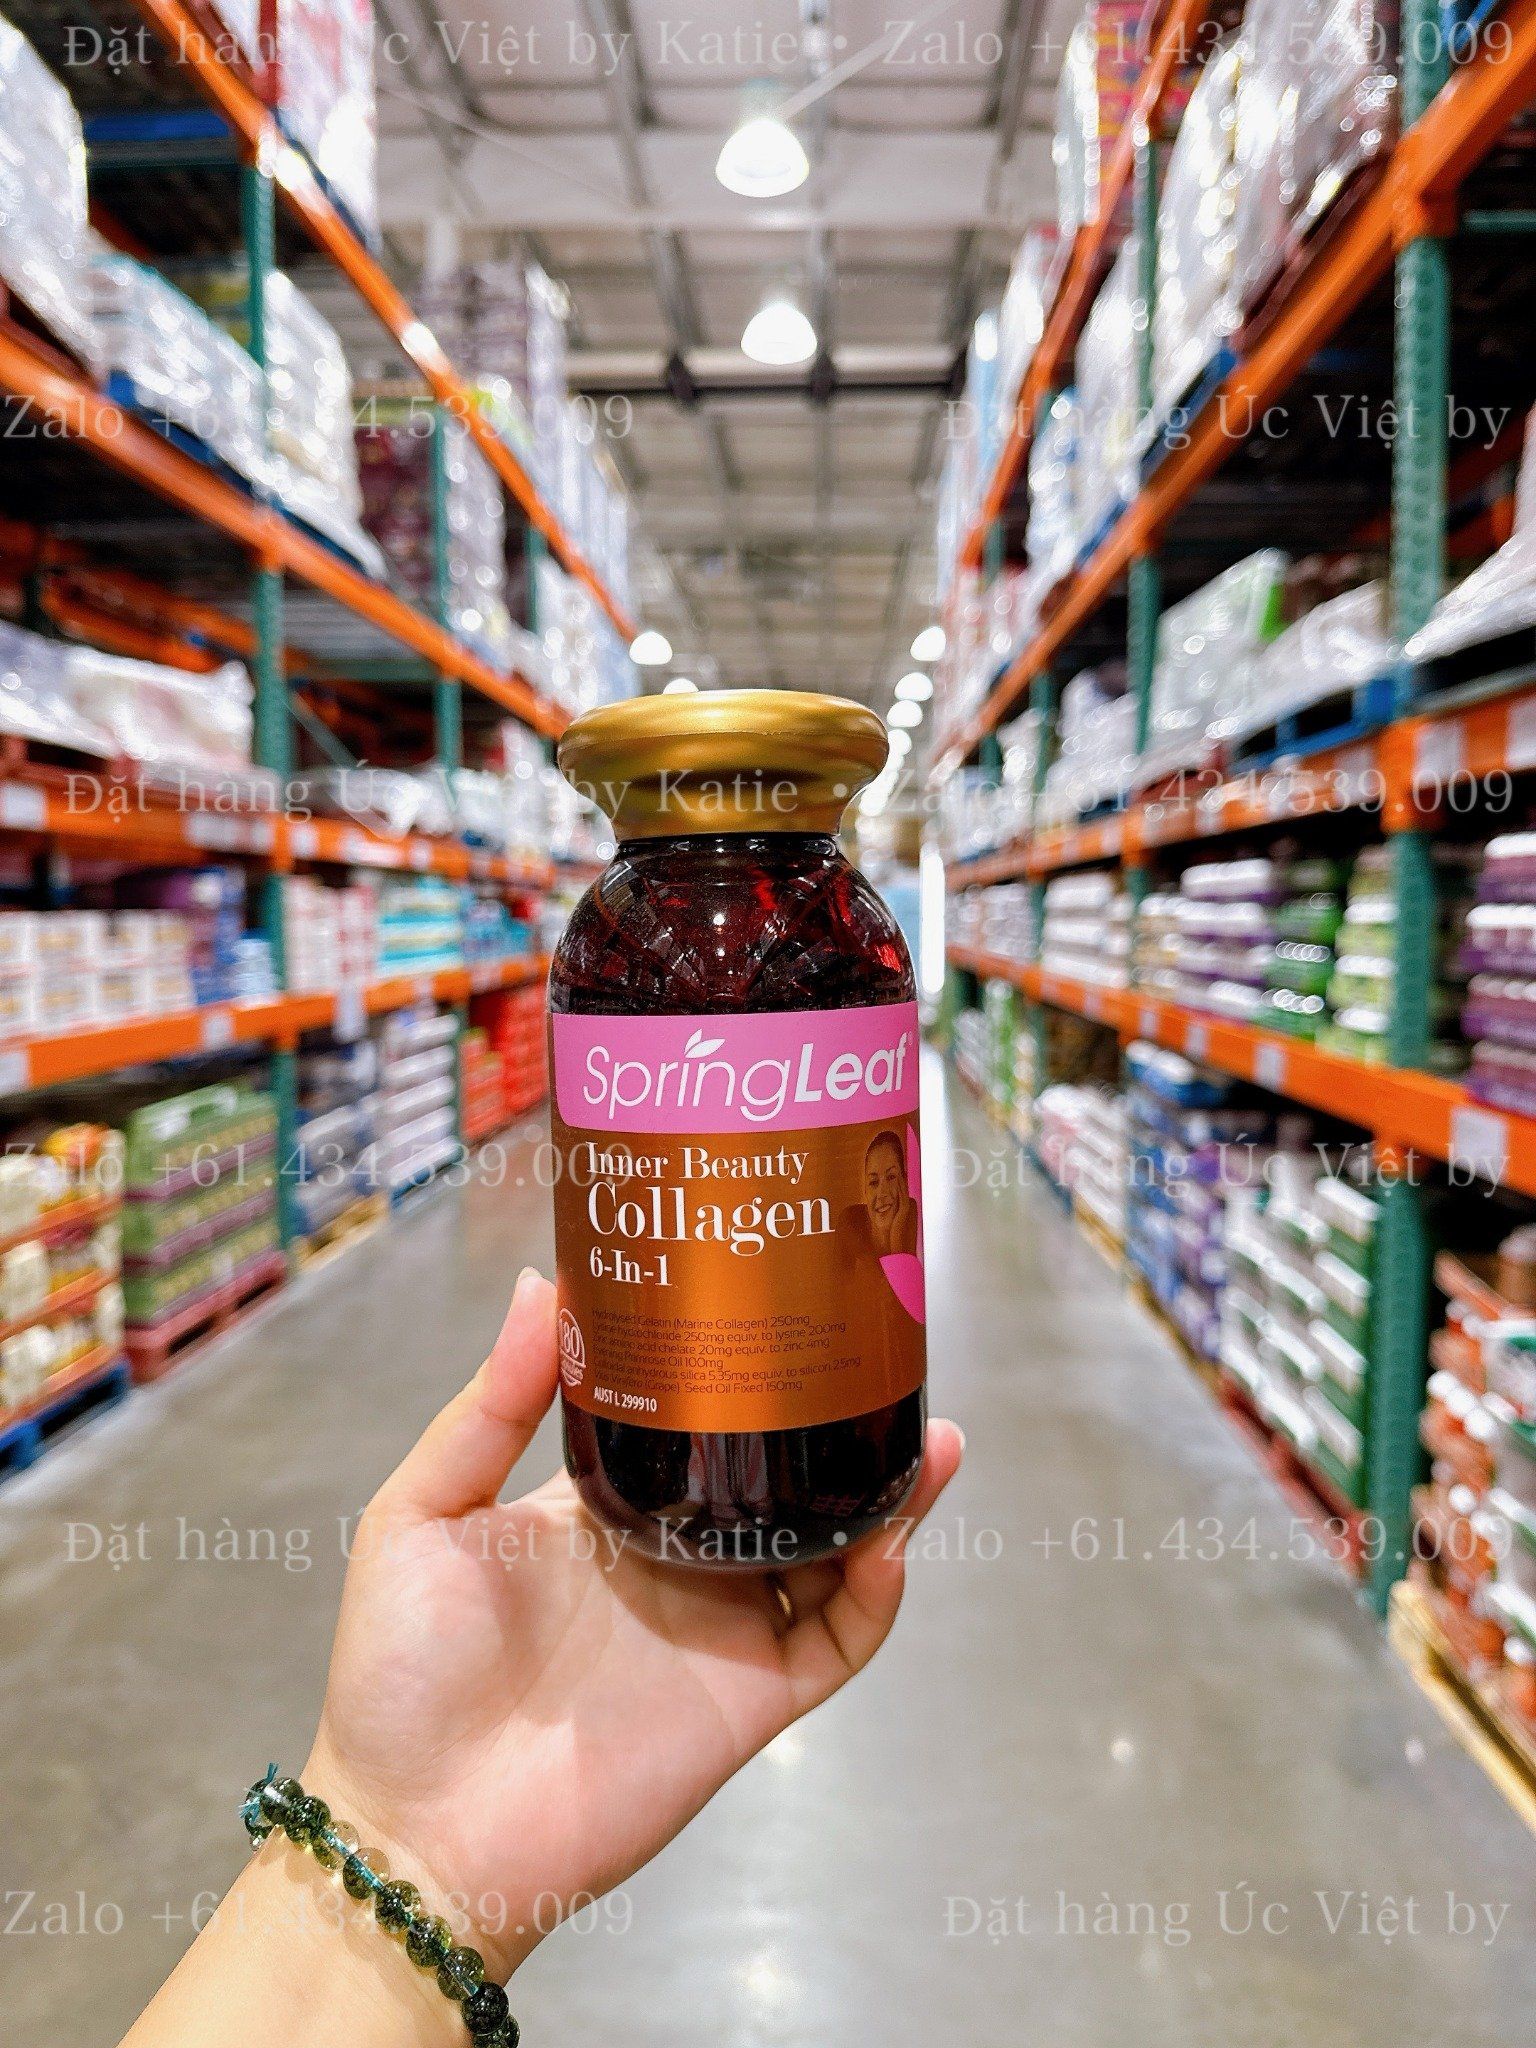 Đặt hàng Úc Việt by Katie • Zalo +61.434.539.009
Zalo +61.434.539.009 Đặt hàng Úc Việt by
Đặt hàng Úc Việt by Katie • Zalo +61.434.539.009
SpringLeaf
Zalo +61.434.539.009 Đặt hàng Úc Việt by
Inner Beauty
Collagen
6-In-1
Hydrolysed Gelatin (Marine Collagen) 250mg
Lysine hydrochloride 250mg equiv. to lysine 200mg
Zinc amino acid chelate 20mg equiv. to zinc 4mg
Evening Primrose Oil 100mg
Colloidal anhydrous silica 5.35mg equiv. to silicon 2.5mg
Vitis Vinifera (Grape) Seed Oil Fixed 150mg
180
AUST L 299910
Đặt hàng Úc Việt by Katie • Zalo +61.434.539.009
Zalo +61.434.539.009 Đặt hàng Úc Việt by